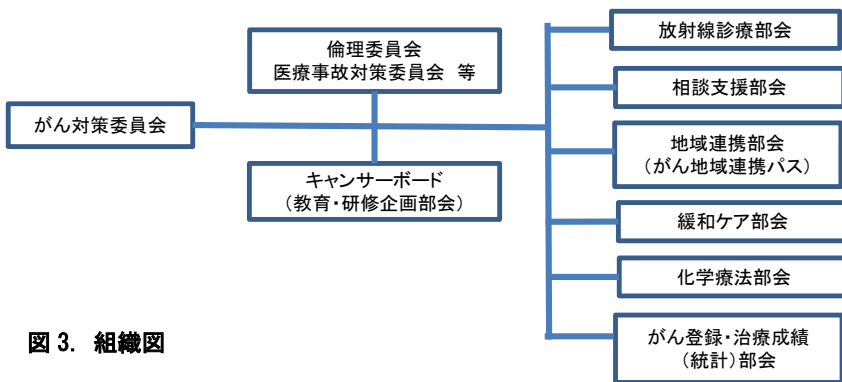 がん対策委員会
倫理委員会
医療事故対策委員会 等
キャンサーボード
(教育・研修企画部会)
放射線診療部会
相談支援部会
地域連携部会
(がん地域連携パス)
緩和ケア部会
化学療法部会
がん登録・治療成績
(統計)部会
図 3. 組織図